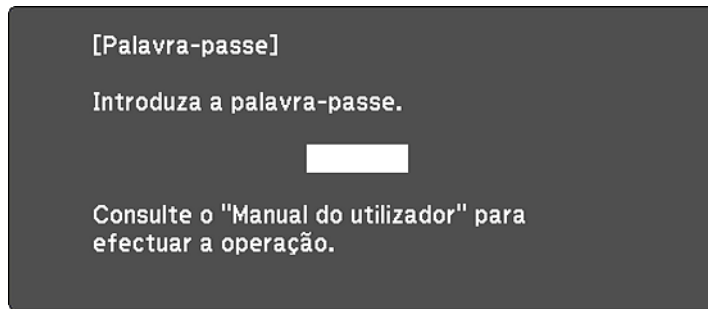 [Palavra-passe]
Introduza a palavra-passe.
Consulte o "Manual do utilizador" para
efectuar a operação.